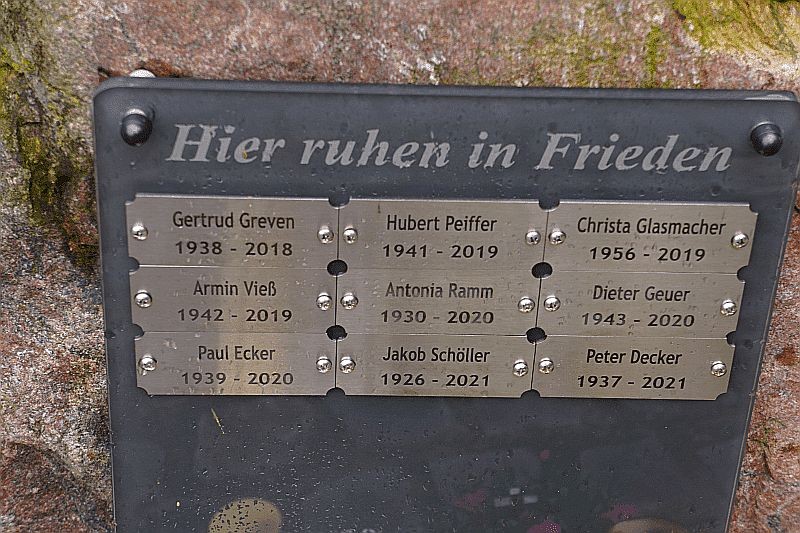 Hier ruhen in Frieden
Gertrud Greven
1938 - 2018
Hubert Peiffer
1941 - 2019
Christa Glasmacher
1956 - 2019
Armin Vieß
1942 - 2019
Antonia Ramm
1930 - 2020
Dieter Geuer
1943 - 2020
Paul Ecker
1939 - 2020
Jakob Schöller
1926 - 2021
Peter Decker
1937 - 2021